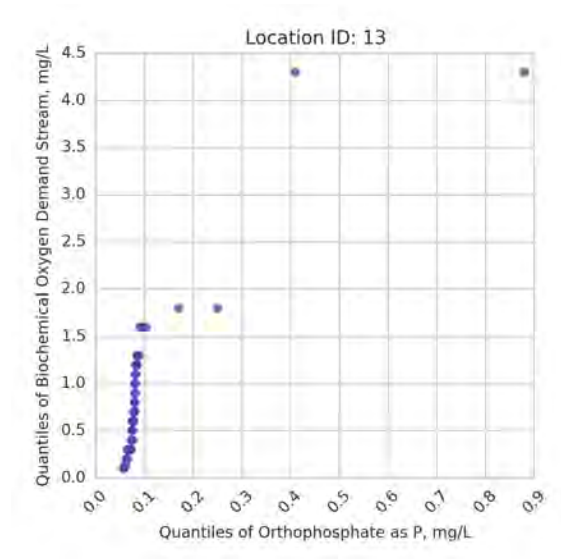 Location ID: 13
Quantiles of Biochemical Oxygen Demand Stream, mg/L
4.5
4.0
3.5
3.0
2.5
2.0
1.5
1.0
0.5
0.0
0.0 0.1 0.2 0.3 0.4 0.5 0.6 0.7 0.8 0.9
Quantiles of Orthophosphate as P, mg/L